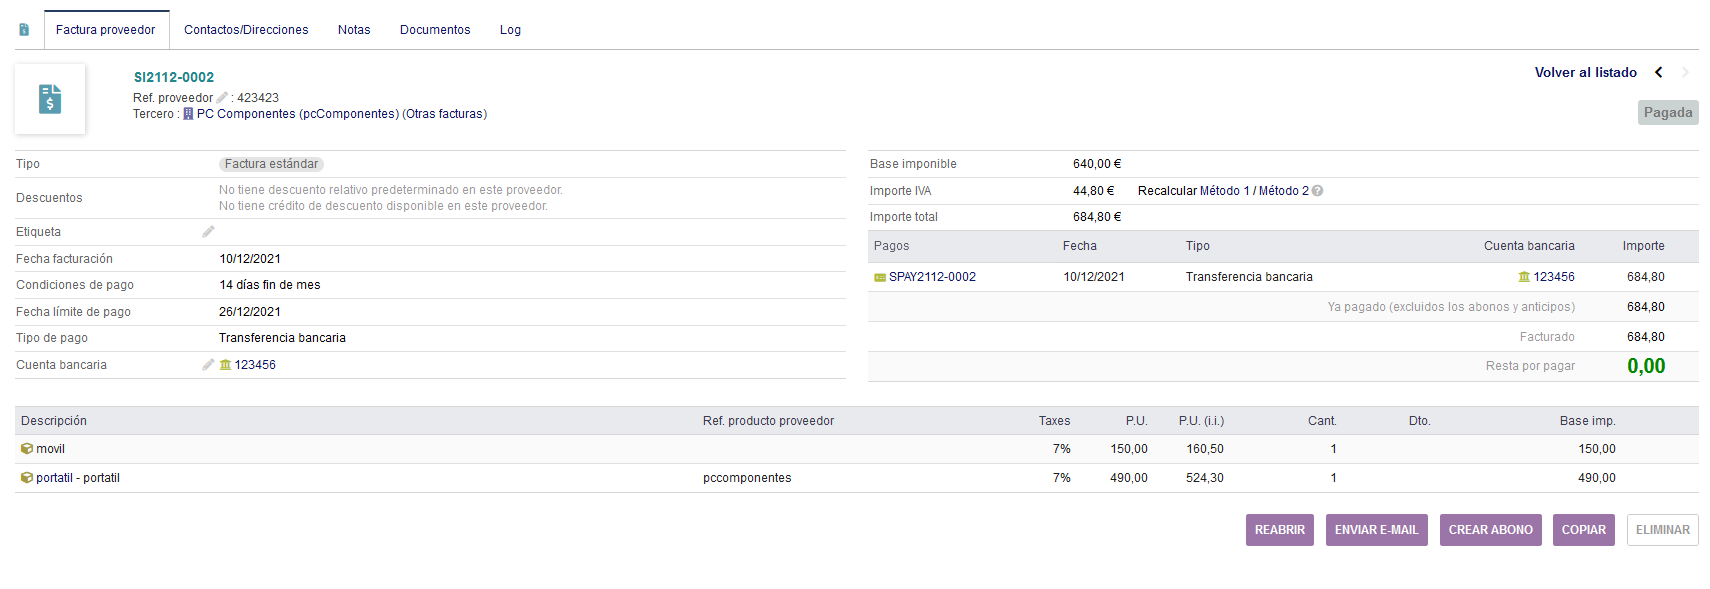 Factura proveedor Contactos/Direcciones Notas Documentos Log
SI2112-0002
Volver al listado
Ref. proveedor : 423423
Tercero : PC Componentes (pcComponentes) (Otras facturas)
Pagada
Tipo Factura estándar
Descuentos No tiene descuento relativo predeterminado en este proveedor.
No tiene crédito de descuento disponible en este proveedor.
Etiqueta
Fecha facturación 10/12/2021
Condiciones de pago 14 días fin de mes
Fecha límite de pago 26/12/2021
Tipo de pago Transferencia bancaria
Cuenta bancaria 123456
Base imponible 640,00 €
Importe IVA 44,80 € Recalcular Método 1 / Método 2 ?
Importe total 684,80 €
Pagos Fecha Tipo Cuenta bancaria Importe
SPAY2112-0002 10/12/2021 Transferencia bancaria 123456 684,80
Ya pagado (excluidos los abonos y anticipos) 684,80
Facturado 684,80
Resta por pagar 0,00
Descripción Ref. producto proveedor Taxes P.U. P.U. (i.i.) Cant. Dto. Base imp.
movil 7% 150,00 160,50 1 150,00
portatil - portatil pccomponentes 7% 490,00 524,30 1 490,00
REABRIR ENVIAR E-MAIL CREAR ABONO COPIAR ELIMINAR